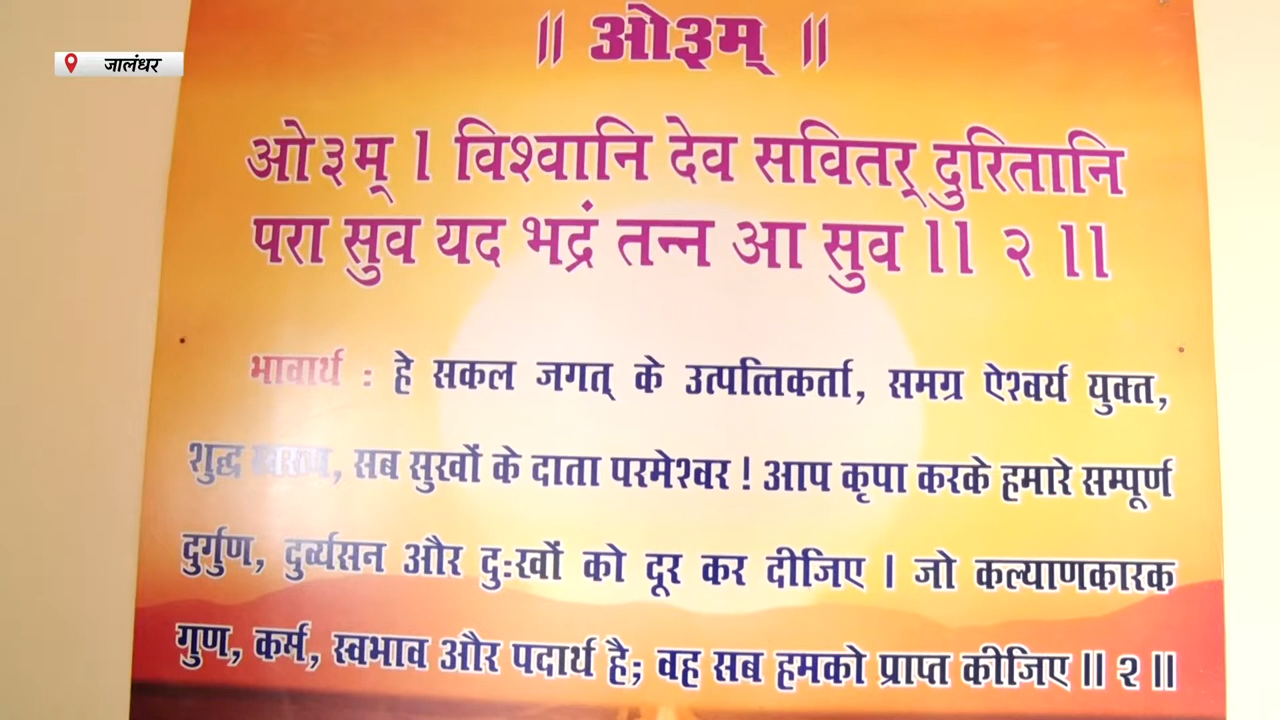 जालंधर
॥ ओ३म् ॥
ओ३म् । विश्वानि देव सवितर् दुरितानि
परा सुव यद भद्रं तन्न आ सुव ।। २ ।।
भावार्थ : हे सकल जगत् के उत्पत्तिकर्ता, समग्र ऐश्वर्य युक्त,
शुद्ध स्वरूप, सब सुखों के दाता परमेश्वर ! आप कृपा करके हमारे सम्पूर्ण
दुर्गुण, दुर्व्यसन और दुःखों को दूर कर दीजिए । जो कल्याणकारक
गुण, कर्म, स्वभाव और पदार्थ है; वह सब हमको प्राप्त कीजिए ॥ २ ॥